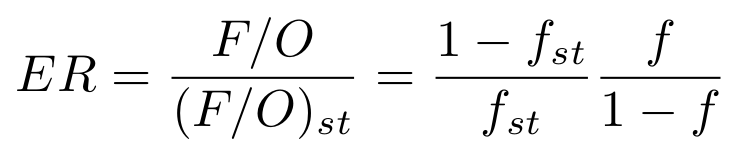 ER = \frac{F/O}{(F/O)_{st}} = \frac{1 - f_{st}}{f_{st}} \frac{f}{1 - f}